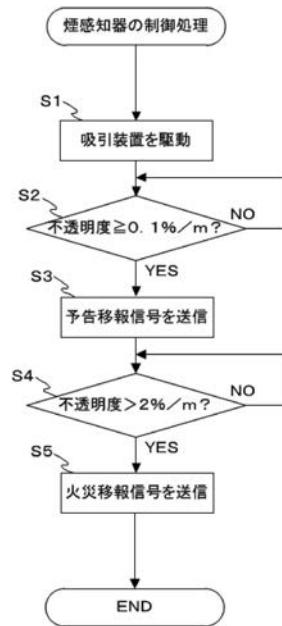 煙感知器の制御処理
S1
吸引装置を駆動
S2
不透明度≧0.1%/m?
NO
YES
S3
予告移報信号を送信
S4
不透明度>2%/m?
NO
YES
S5
火災移報信号を送信
END